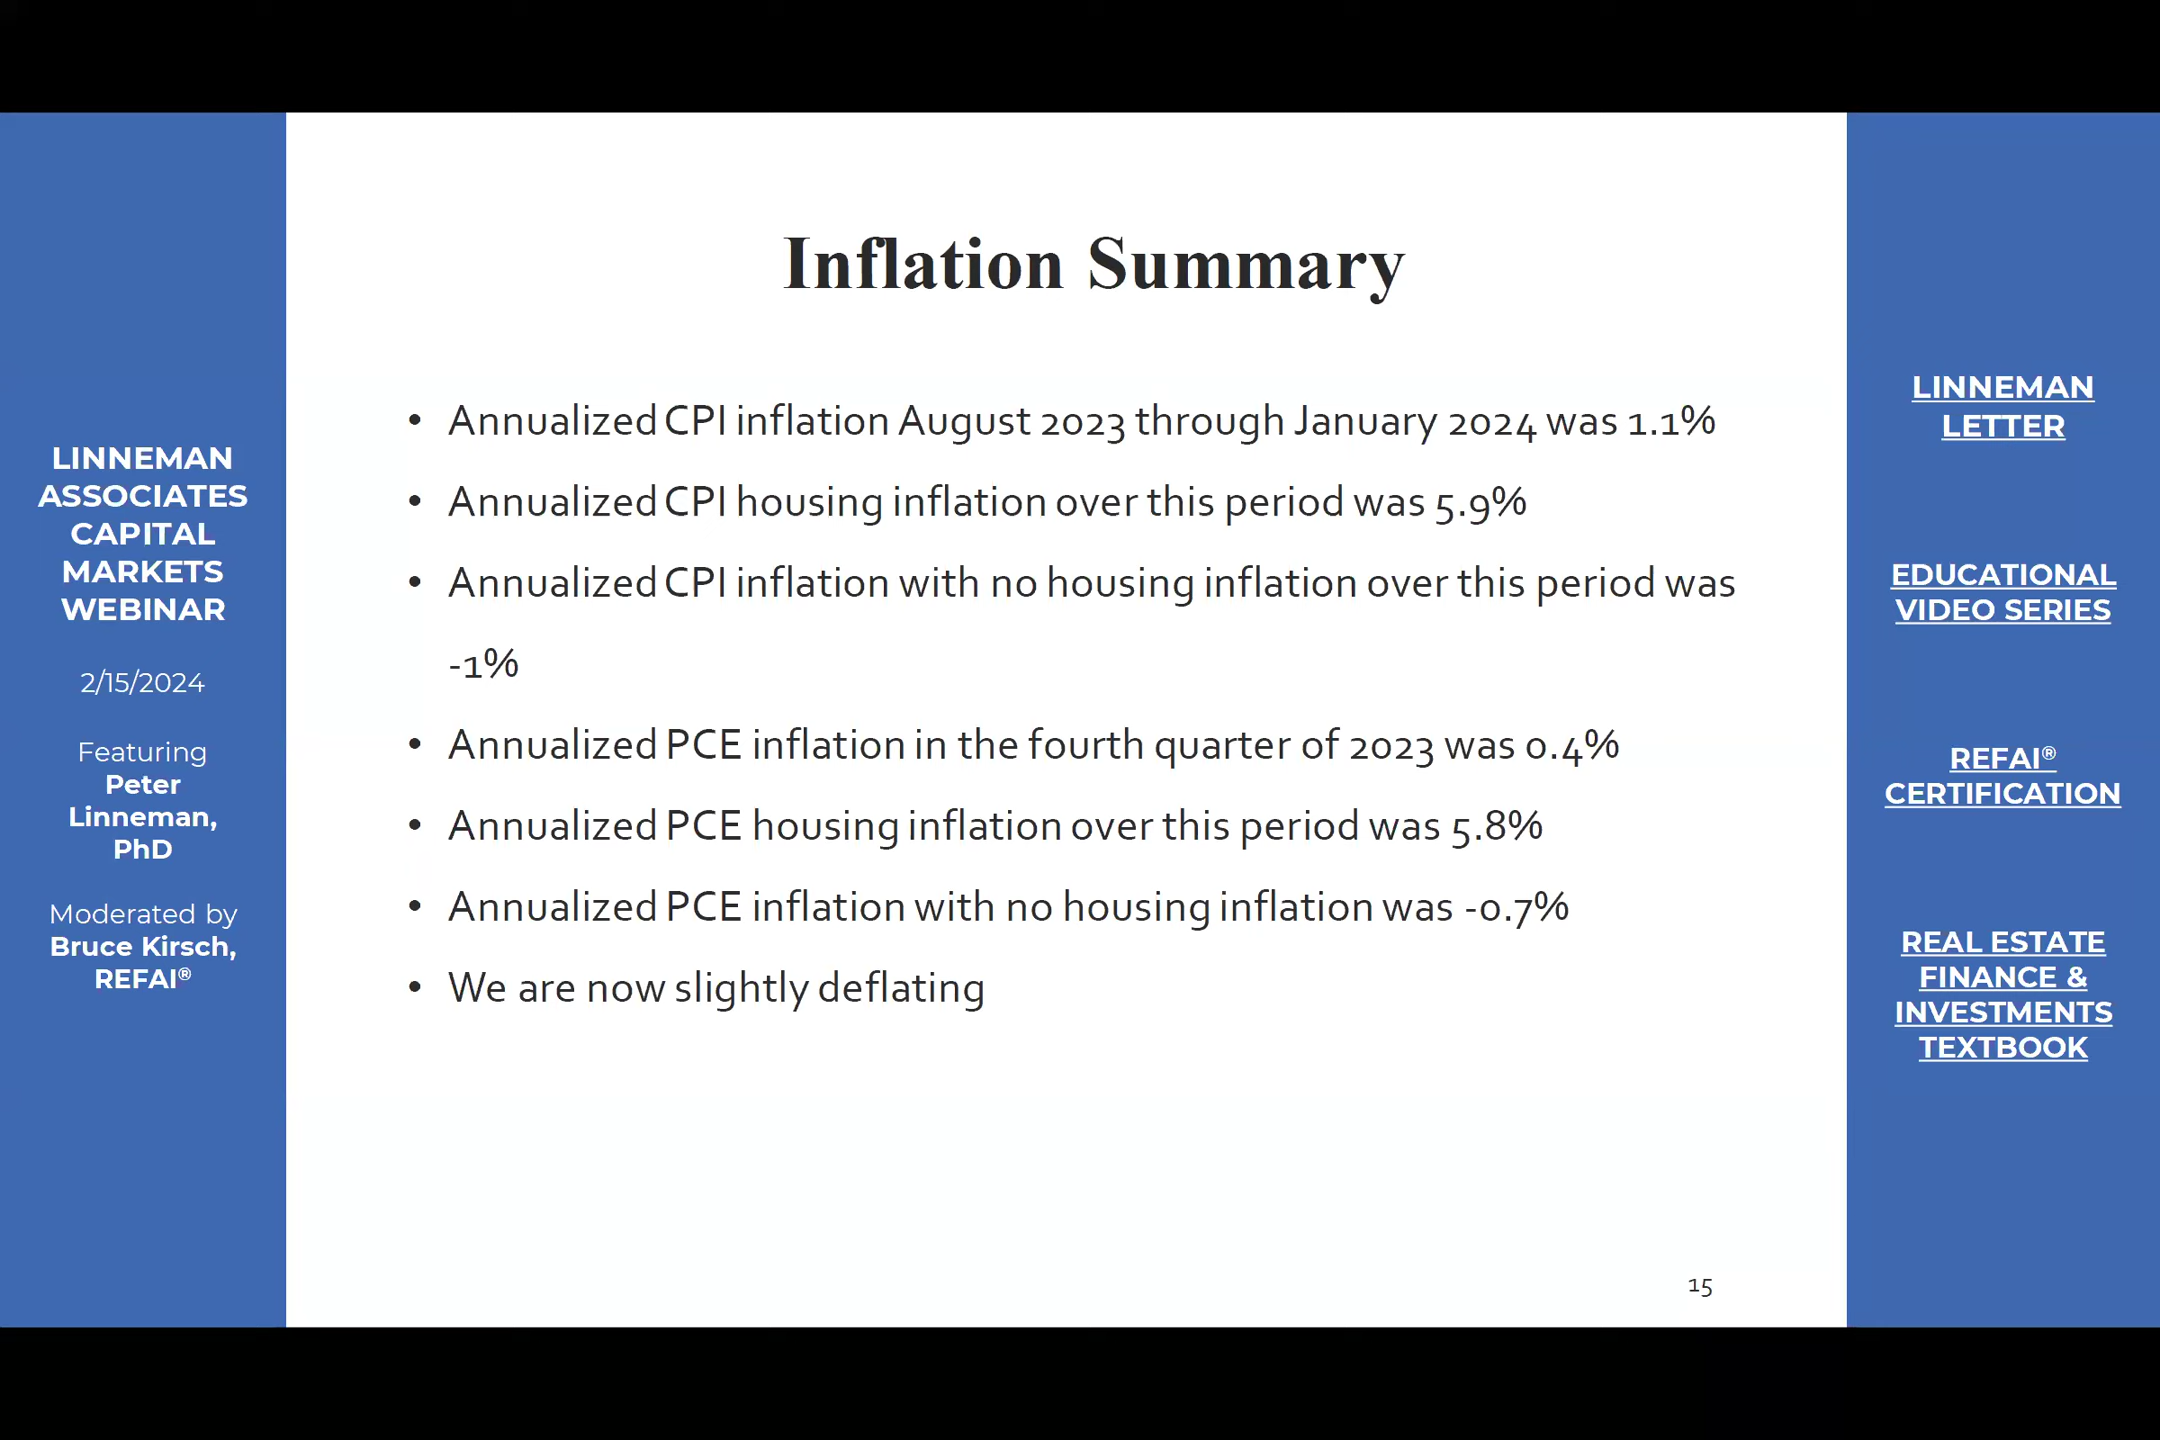 LINNEMAN
ASSOCIATES
CAPITAL
MARKETS
WEBINAR
2/15/2024
Featuring
Peter
Linneman,
PhD
Moderated by
Bruce Kirsch,
REFAI®
Inflation Summary
• Annualized CPI inflation August 2023 through January 2024 was 1.1%
• Annualized CPI housing inflation over this period was 5.9%
• Annualized CPI inflation with no housing inflation over this period was
-1%
• Annualized PCE inflation in the fourth quarter of 2023 was 0.4%
• Annualized PCE housing inflation over this period was 5.8%
• Annualized PCE inflation with no housing inflation was -0.7%
• We are now slightly deflating
15
LINNEMAN
LETTER
EDUCATIONAL
VIDEO SERIES
REFAI®
CERTIFICATION
REAL ESTATE
FINANCE &
INVESTMENTS
TEXTBOOK